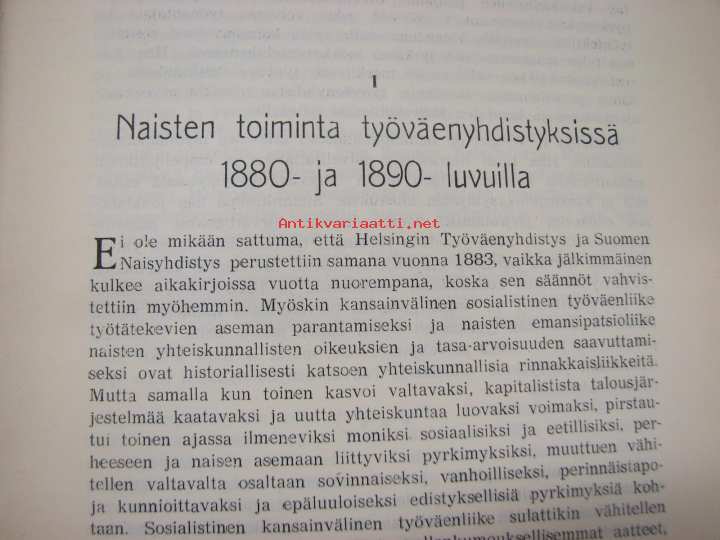 I
Naisten toiminta työväenyhdistyksissä
1880- ja 1890- luvuilla
Antikvariaatti.net
Ei ole mikään sattuma, että Helsingin Työväenyhdistys ja Suomen
Naisyhdistys perustettiin samana vuonna 1883, vaikka jälkimmäinen
kulkee aikakirjoissa vuotta nuorempana, koska sen säännöt vahvis-
tettiin myöhemmin. Myöskin kansainvälinen sosialistinen työväenliike
työtätekevien aseman parantamiseksi ja naisten emansipatsioliike
naisten yhteiskunnallisten oikeuksien ja tasa-arvoisuuden saavuttami-
seksi ovat historiallisesti katsoen yhteiskunnallisia rinnakkaisliikkeitä.
Mutta samalla kun toinen kasvoi valtavaksi, kapitalistista talousjär-
jestelmää kaatavaksi ja uutta yhteiskuntaa luovaksi voimaksi, pirstau-
tui toinen ajassa ilmeneviksi moniksi sosiaalisiksi ja eetillisiksi, per-
heeseen ja naisen asemaan liittyviksi pyrkimyksiksi, muuttuen vähi-
tellen valtavalta osaltaan sovinnaiseksi, vanhoilliseksi, perinnäistapo-
ja kunnioittavaksi ja epäluuloiseksi edistyksellisiä pyrkimyksiä koh-
taan. Sosialistinen kansainvälinen työväenliike sulattikin vähitellen
aatteet,